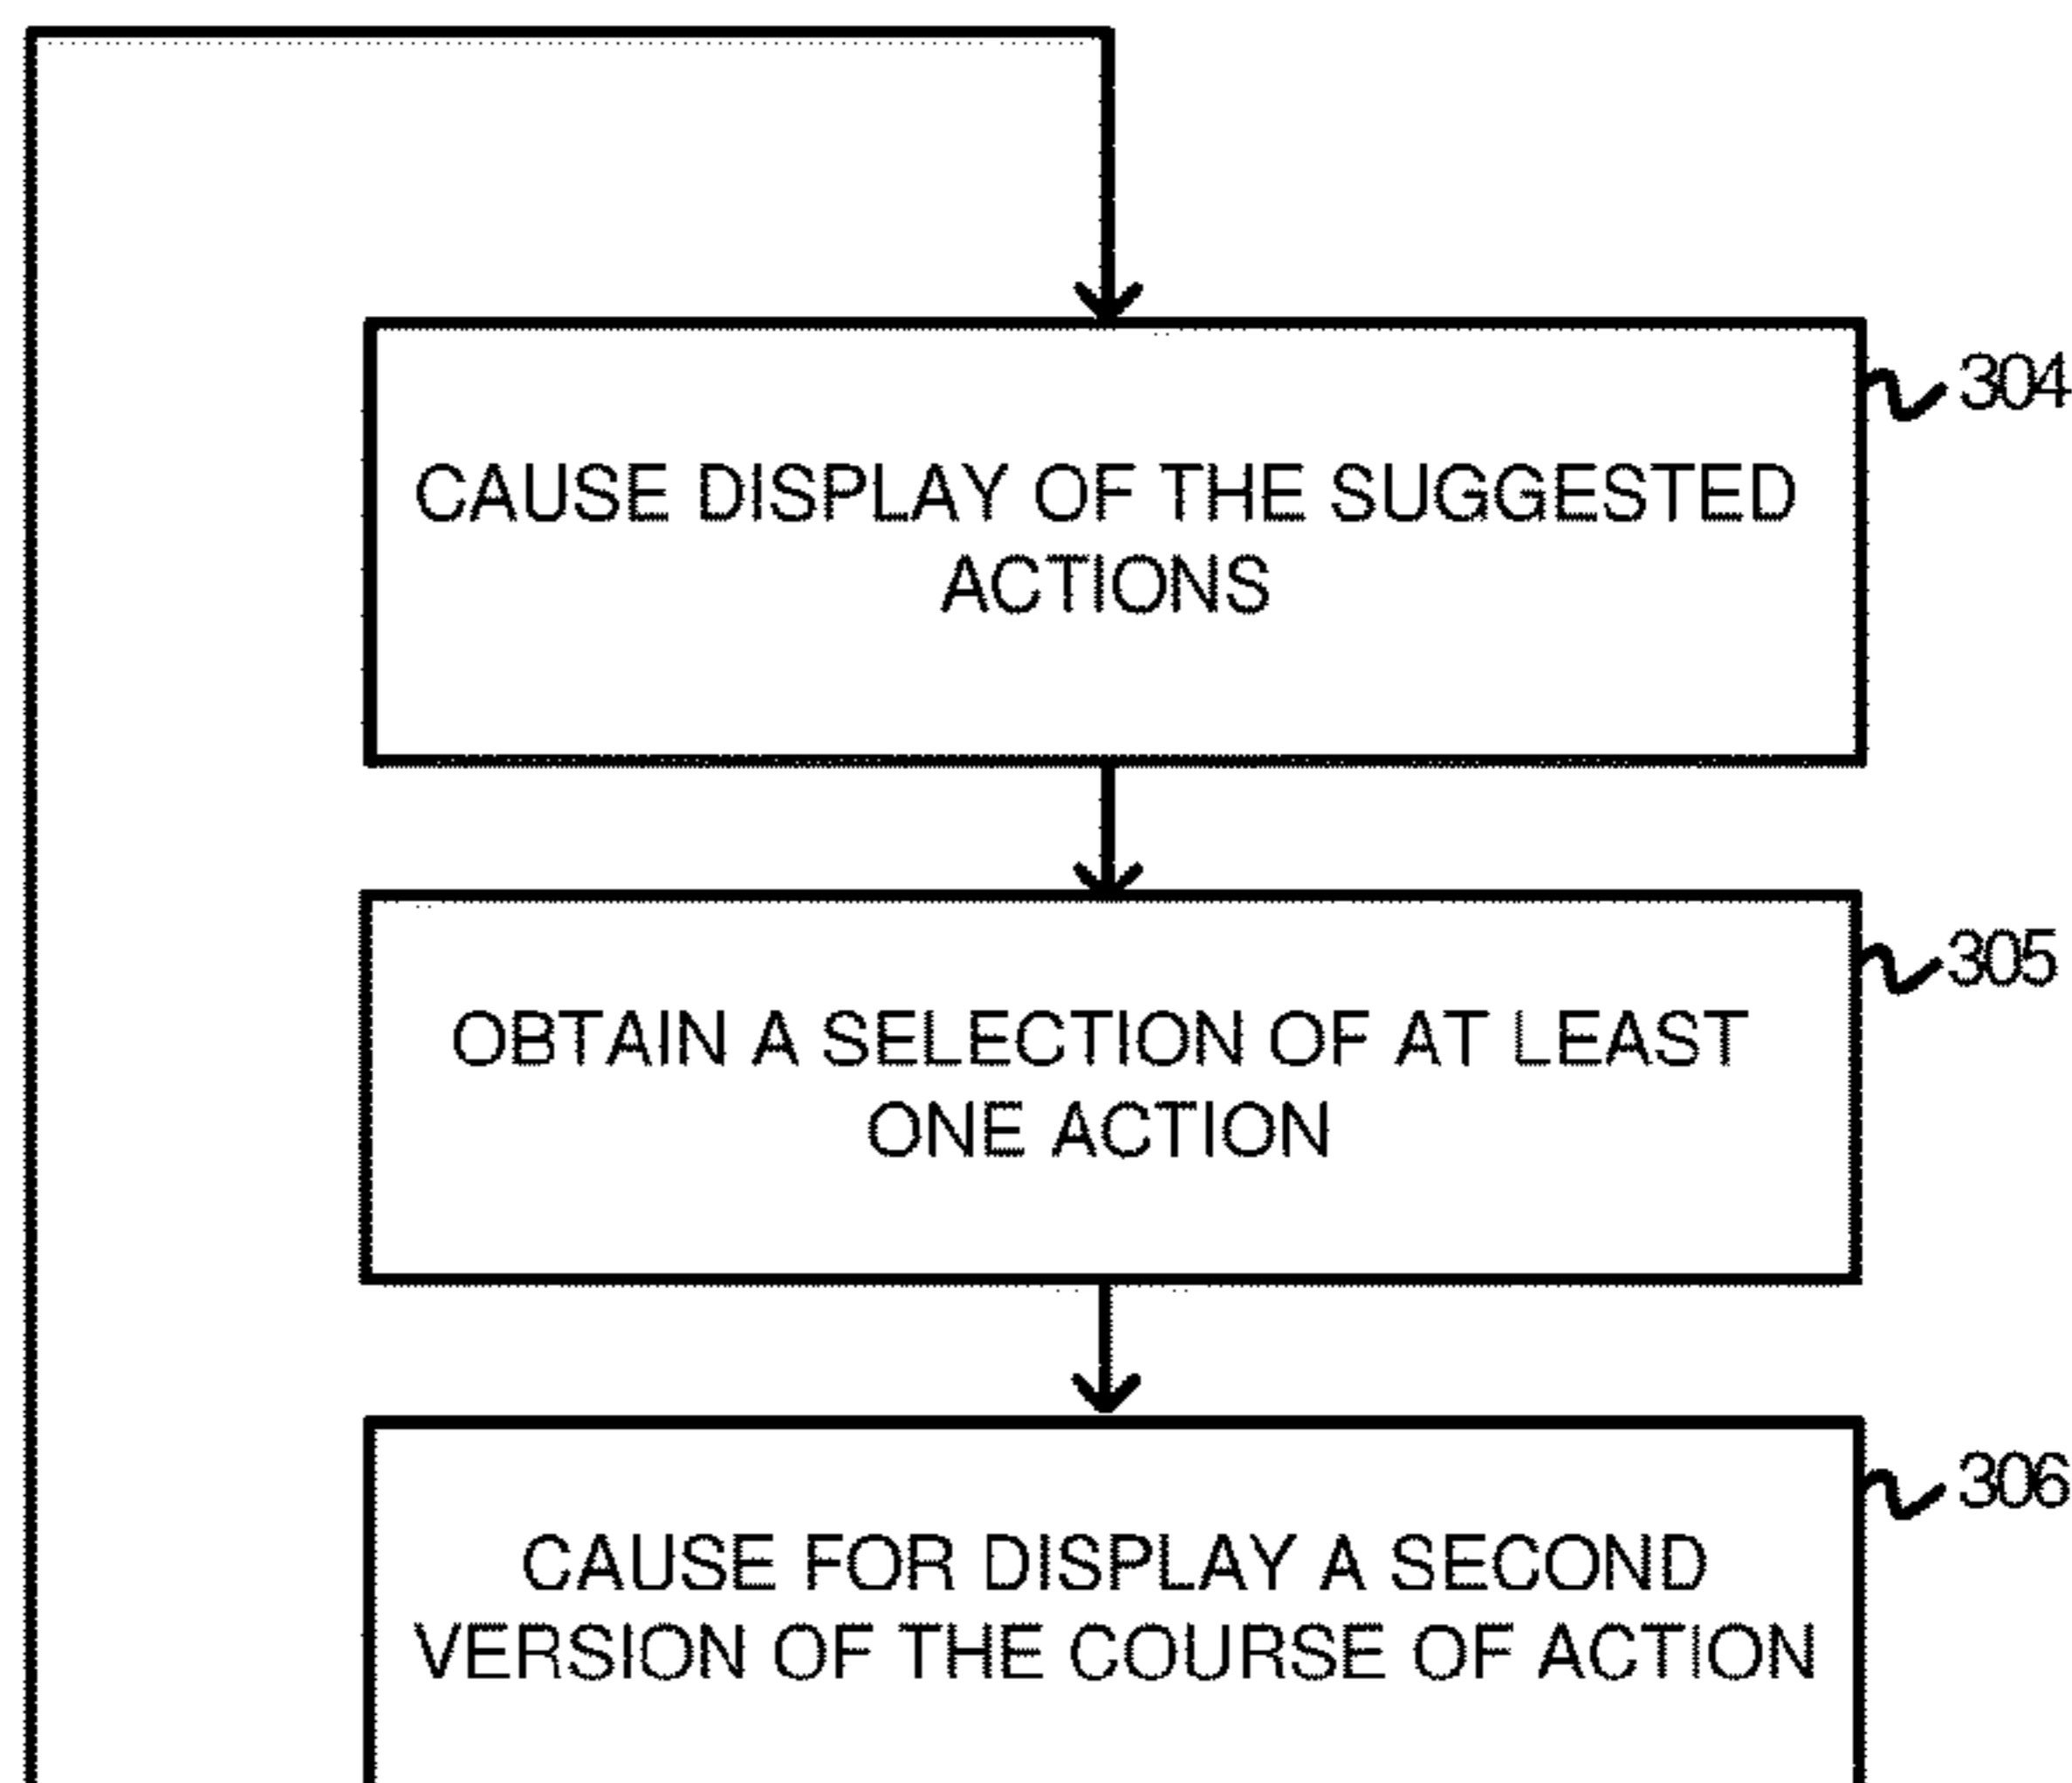 304
CAUSE DISPLAY OF THE SUGGESTED
ACTIONS
305
OBTAIN A SELECTION OF AT LEAST
ONE ACTION
306
CAUSE FOR DISPLAY A SECOND
VERSION OF THE COURSE OF ACTION